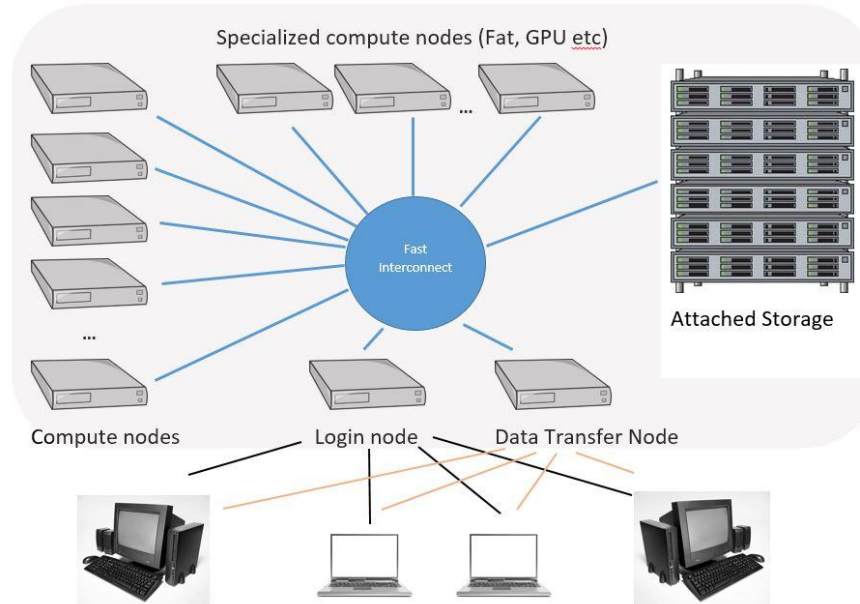 Specialized compute nodes (Fat, GPU etc)
...
Fast
Interconnect
...
Attached Storage
Compute nodes
Login node
Data Transfer Node